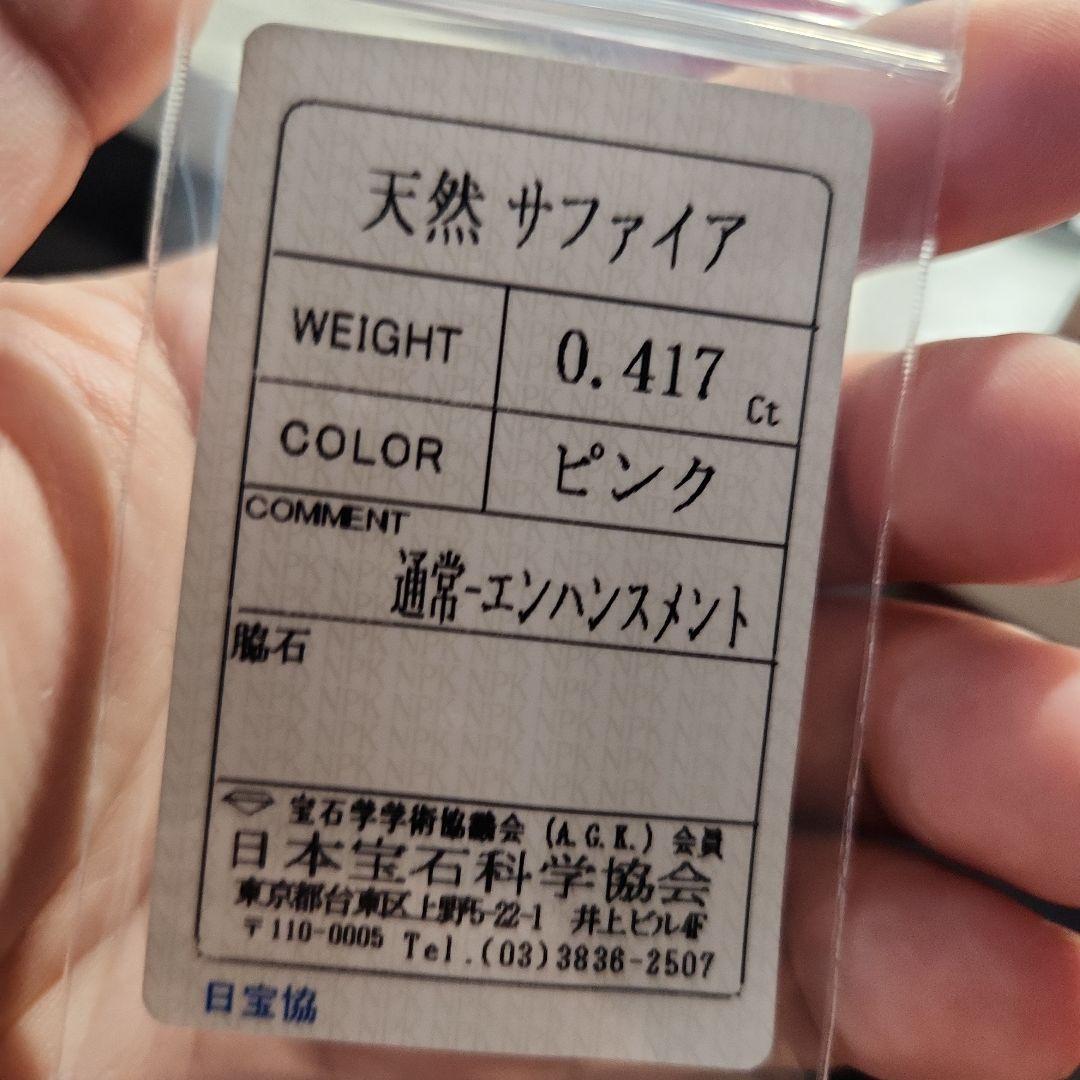 天然 サファイア
WEIGHT 0.417 Ct
COLOR ピンク
COMMENT
通常-エンハンスメント
脇石
宝石学学術協議会 (A.G.K.) 会員
日本宝石科学協会
東京都台東区上野5-22-1 井上ビル4F
〒110-0005 Tel.(03)3836-2507
日宝協